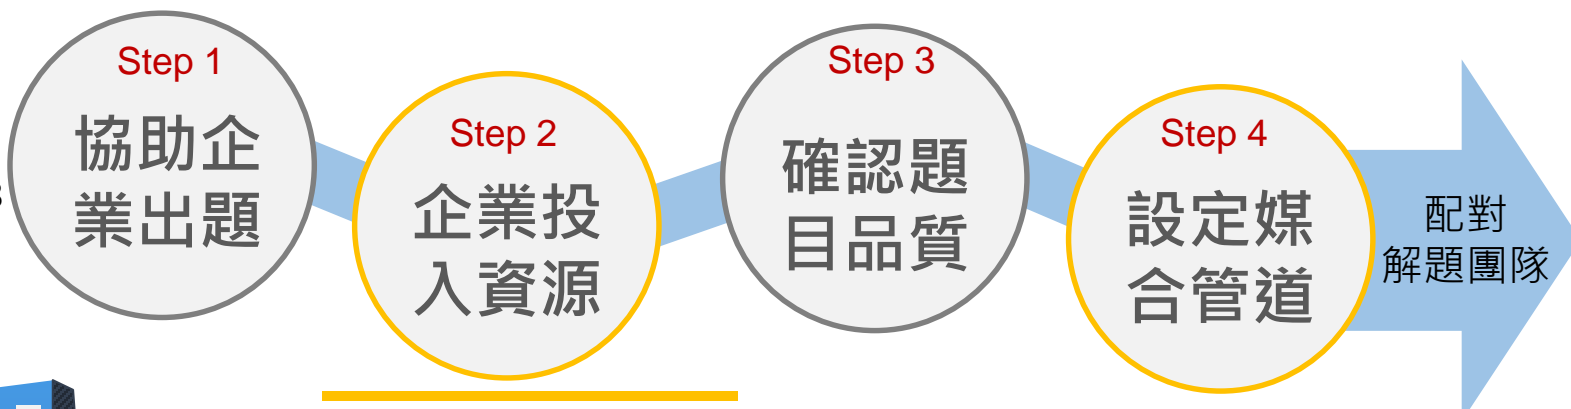 Step 1
協助企
業出題
Step 2
企業投
入資源
Step 3
確認題
目品質
Step 4
設定媒
合管道
配對
解題團隊